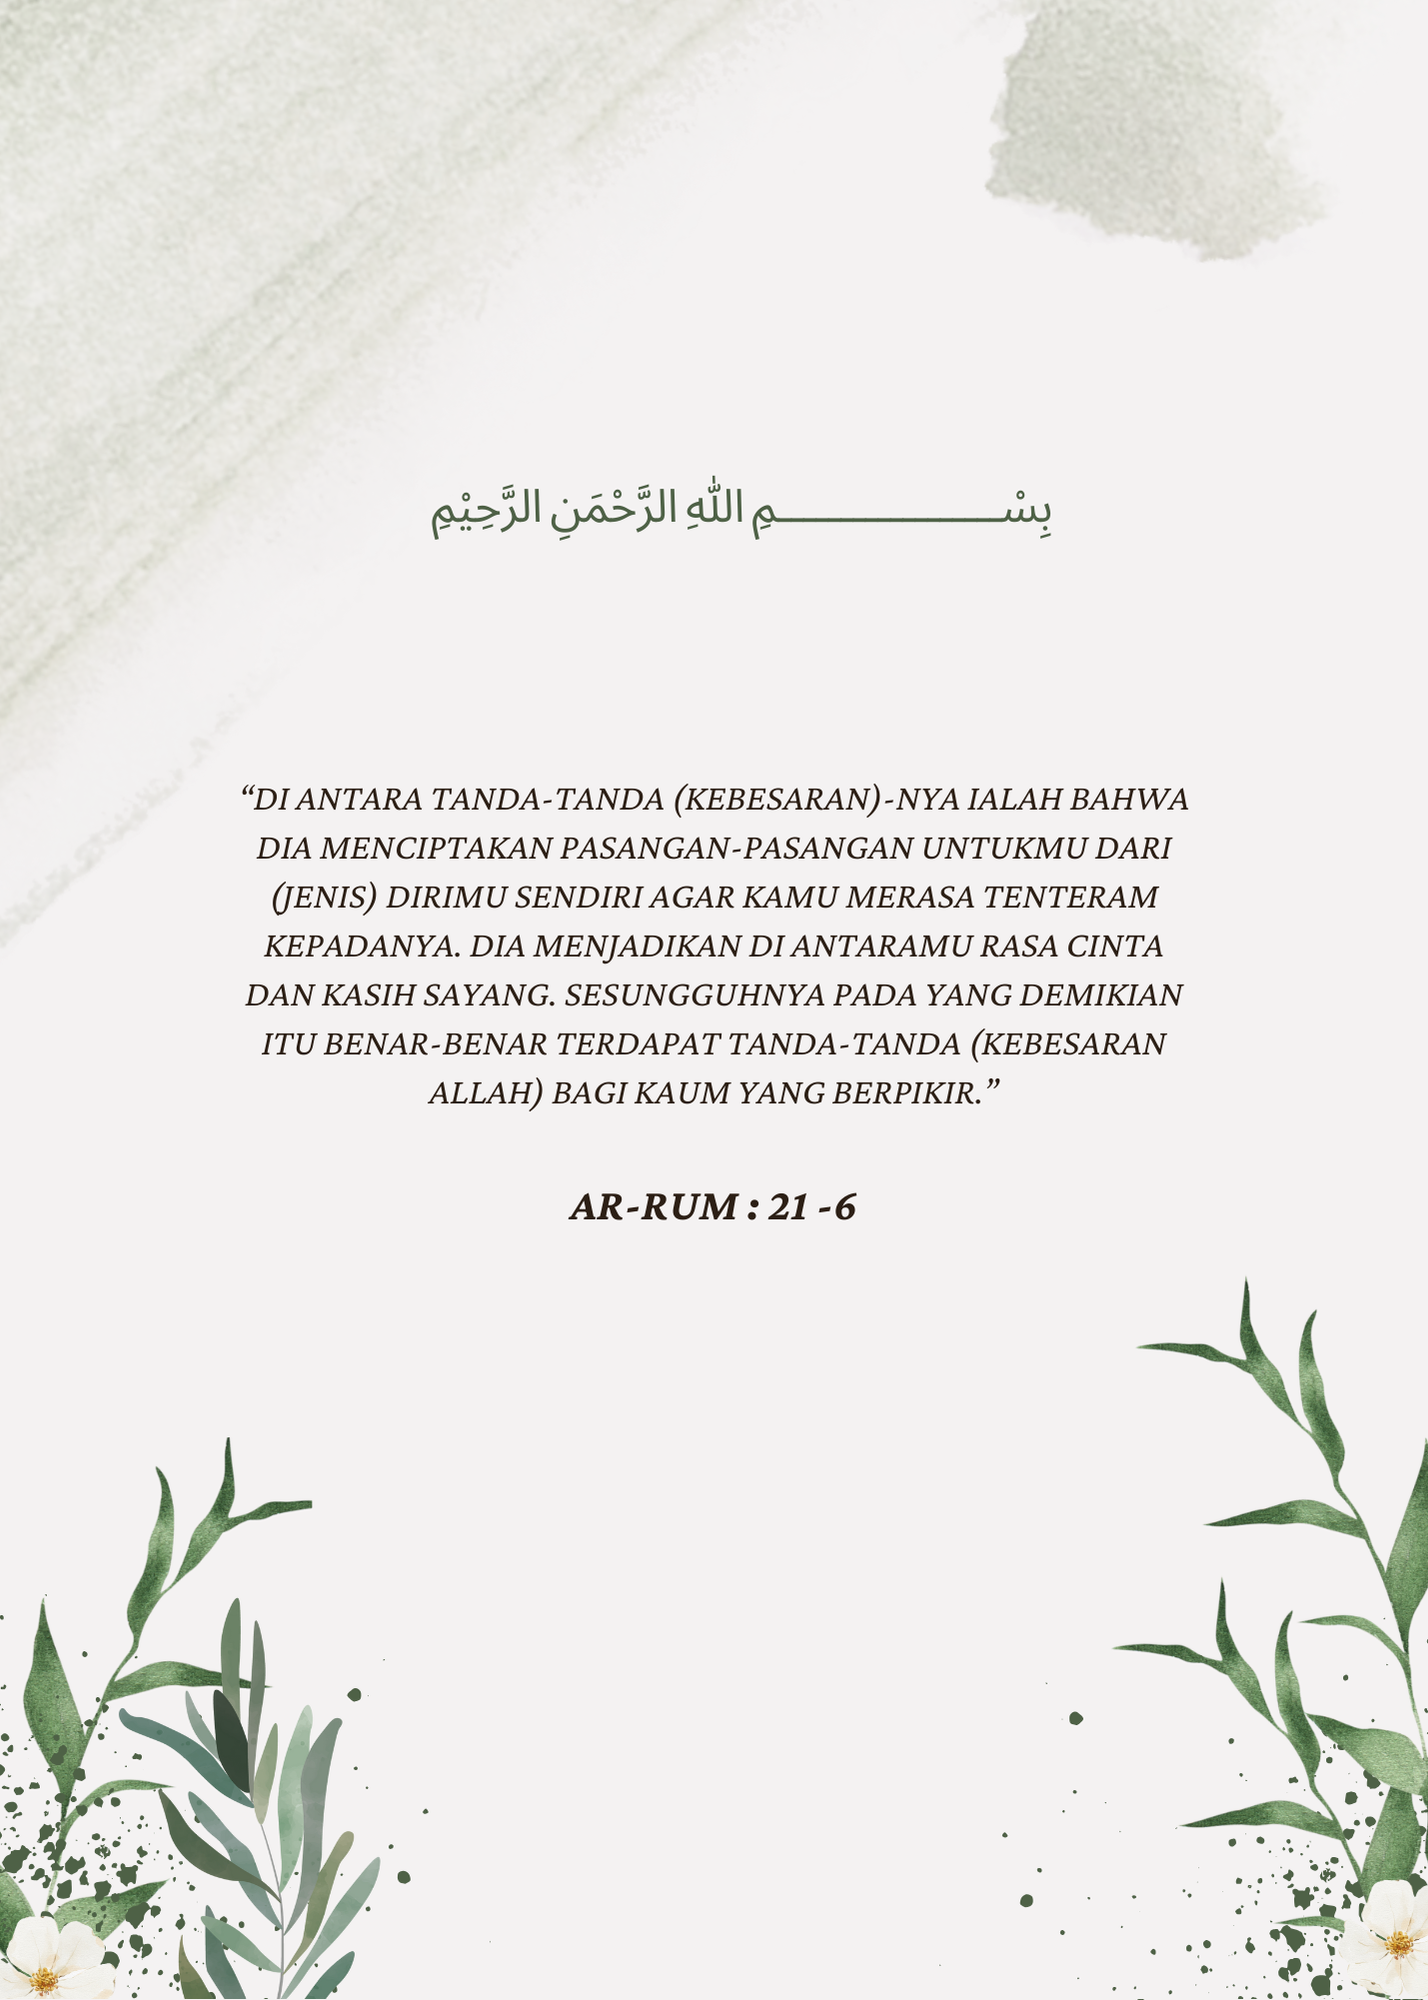 بِسْــــــــــــــــــمِ اللّٰهِ الرَّحْمَنِ الرَّحِيْمِ
“DI ANTARA TANDA-TANDA (KEBESARAN)-NYA IALAH BAHWA
DIA MENCIPTAKAN PASANGAN-PASANGAN UNTUKMU DARI
(JENIS) DIRIMU SENDIRI AGAR KAMU MERASA TENTERAM
KEPADANYA. DIA MENJADIKAN DI ANTARAMU RASA CINTA
DAN KASIH SAYANG. SESUNGGUHNYA PADA YANG DEMIKIAN
ITU BENAR-BENAR TERDAPAT TANDA-TANDA (KEBESARAN
ALLAH) BAGI KAUM YANG BERPIKIR.”
AR-RUM : 21 -6